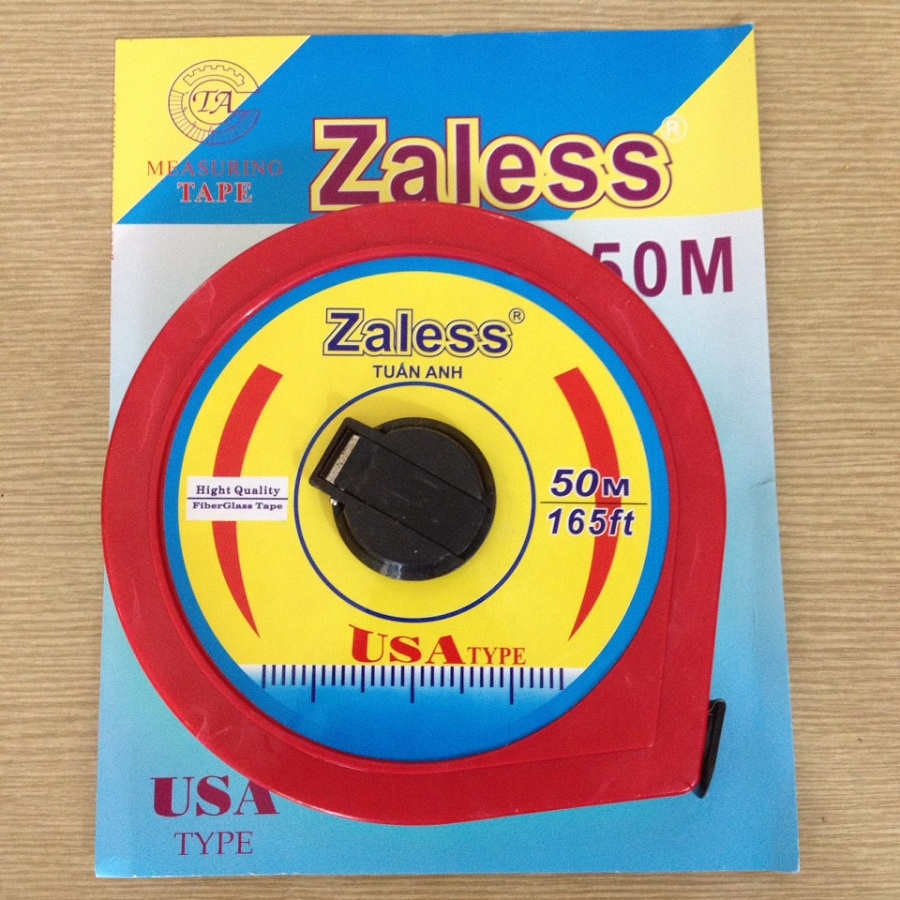 TA
MEASURING
TAPE
Zaless®
50M
Zaless®
TUẤN ANH
Hight Quality
FiberGlass Tape
50M
165ft
USA TYPE
USA
TYPE